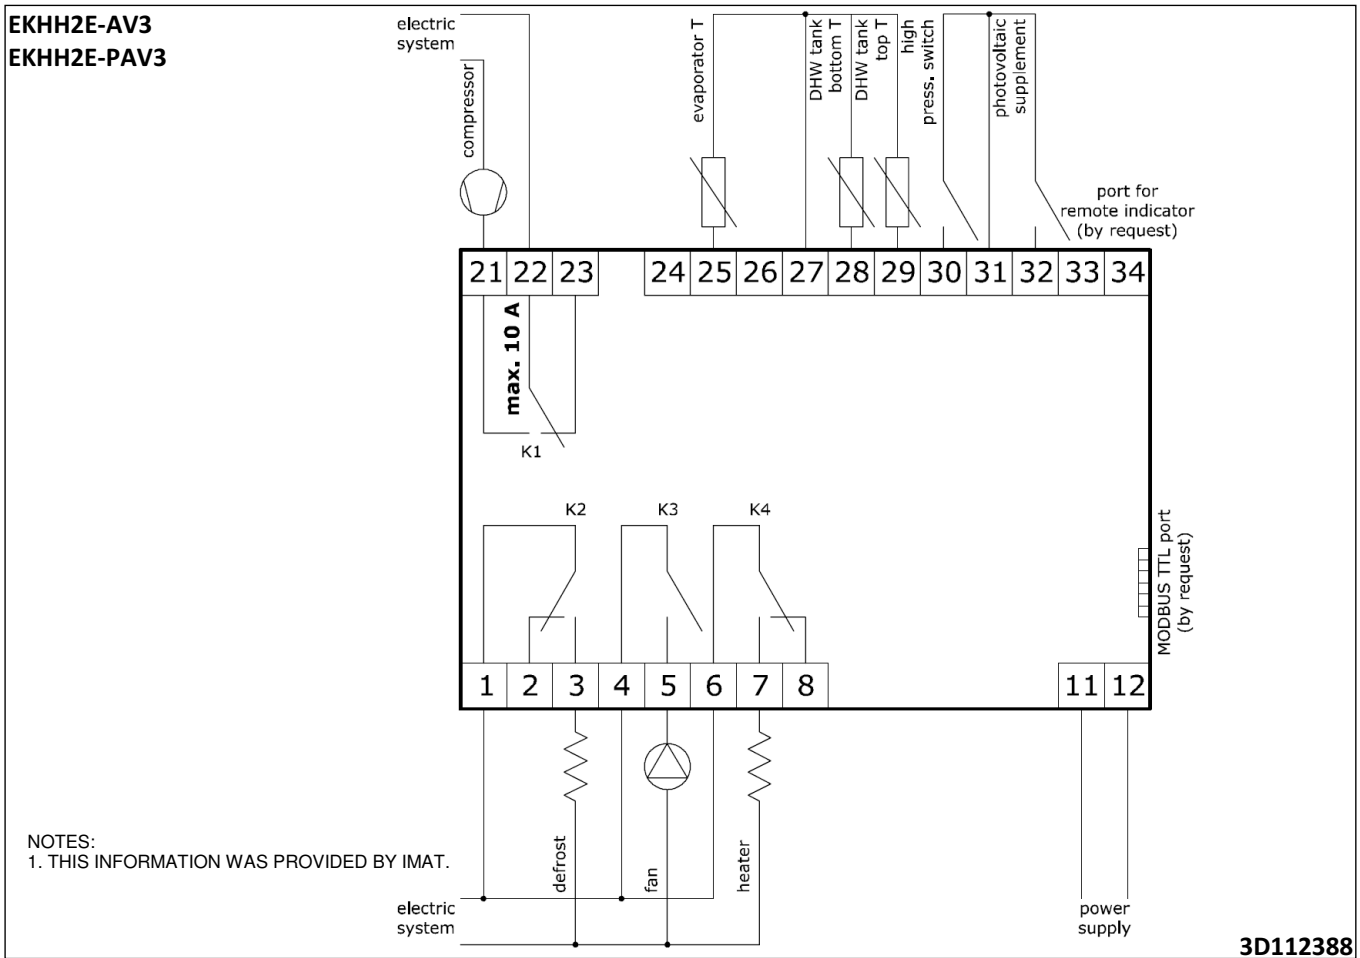 EKHH2E-AV3
EKHH2E-PAV3
electric
system
compressor
evaporator T
DHW tank
bottom T
DHW tank
top T
high
press. switch
photovoltaic
supplement
port for
remote indicator
(by request)
21 22 23 24 25 26 27 28 29 30 31 32 33 34
max. 10 A
K1
K2 K3 K4
MODBUS TTL port
(by request)
1 2 3 4 5 6 7 8 11 12
defrost
fan
heater
NOTES:
1. THIS INFORMATION WAS PROVIDED BY IMAT.
electric
system
power
supply
3D112388